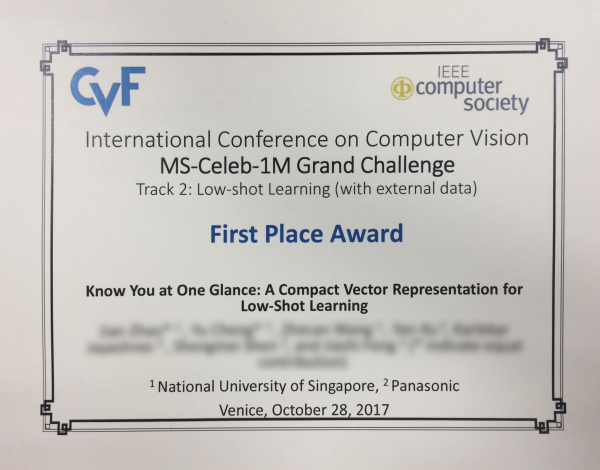 CVF
IEEE
computer
society
International Conference on Computer Vision
MS-Celeb-1M Grand Challenge
Track 2: Low-shot Learning (with external data)
First Place Award
Know You at One Glance: A Compact Vector Representation for
Low-Shot Learning
¹ National University of Singapore, ² Panasonic
Venice, October 28, 2017